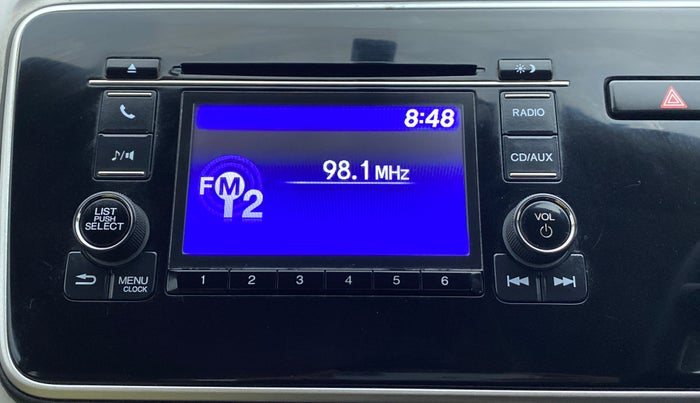 8:48
RADIO
98.1 MHz
CD/AUX
FM 2
LIST
PUSH
SELECT
VOL
MENU
CLOCK
1 2 3 4 5 6